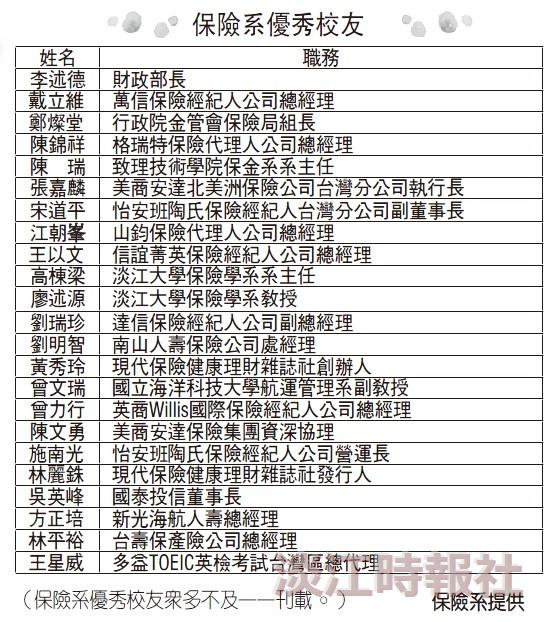 保險系優秀校友
姓名 職務
李述德 財政部長
戴立維 萬信保險經紀人公司總經理
鄭燦堂 行政院金管會保險局組長
陳錦祥 格瑞特保險代理人公司總經理
陳　瑞 致理技術學院保金系系主任
張嘉麟 美商安達北美洲保險公司台灣分公司執行長
宋道平 怡安班陶氏保險經紀人台灣分公司副董事長
江朝峯 山鈞保險代理人公司總經理
王以文 信誼菁英保險經紀人公司總經理
高棟梁 淡江大學保險學系系主任
廖述源 淡江大學保險學系教授
劉瑞珍 達信保險經紀人公司副總經理
劉明智 南山人壽保險公司處經理
黃秀玲 現代保險健康理財雜誌社創辦人
曾文瑞 國立海洋科技大學航運管理系副教授
曾力行 英商Willis國際保險經紀人公司總經理
陳文勇 美商安達保險集團資深協理
施南光 怡安班陶氏保險經紀人公司營運長
林麗銖 現代保險健康理財雜誌社發行人
吳英峰 國泰投信董事長
方正培 新光海航人壽總經理
林平裕 台壽保產險公司總經理
王星威 多益TOEIC英檢考試台灣區總代理
淡江時報社
（保險系優秀校友眾多不及一一刊載。） 保險系提供